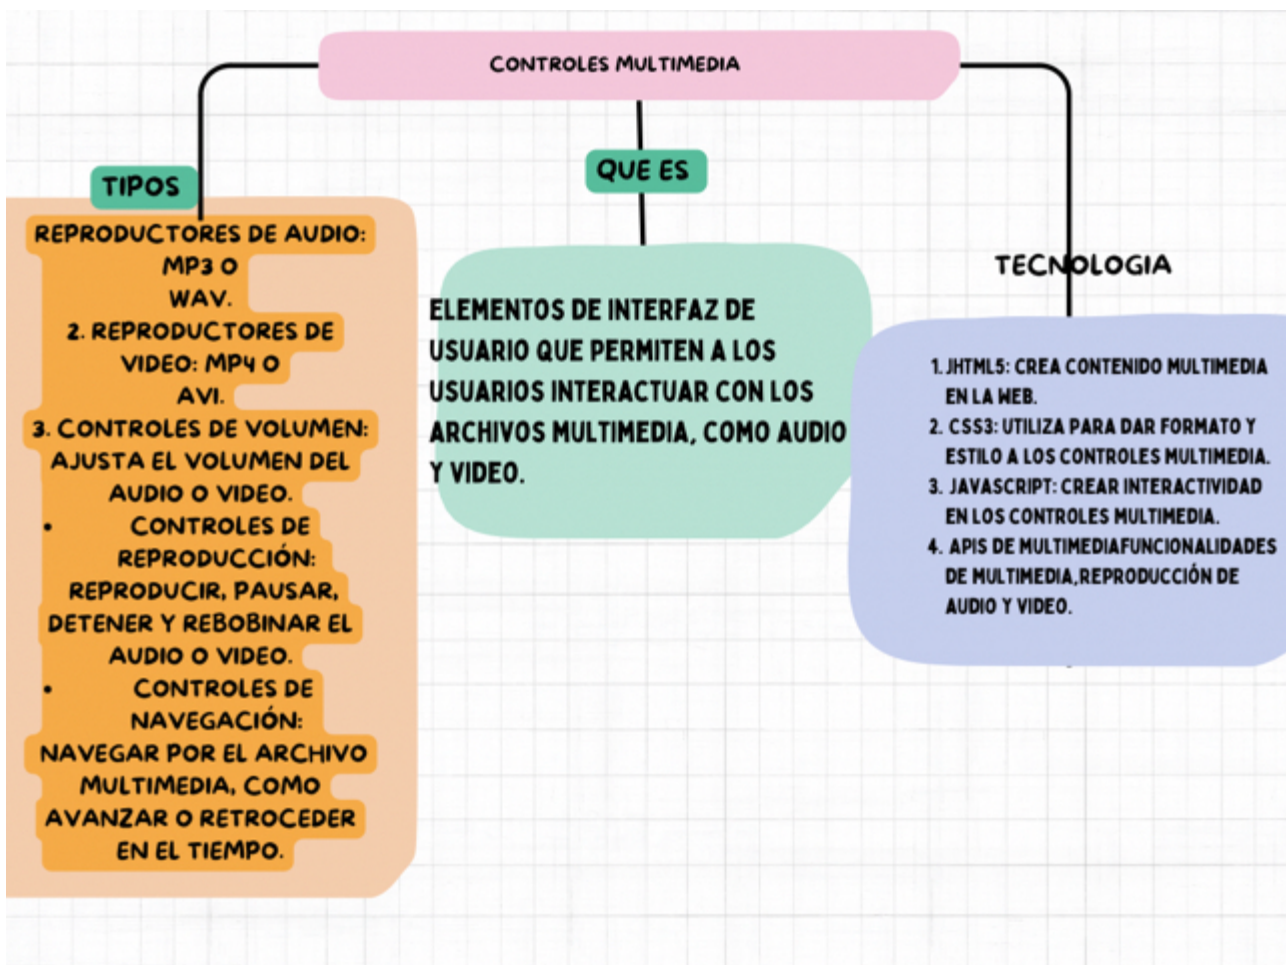 CONTROLES MULTIMEDIA
TIPOS
REPRODUCTORES DE AUDIO:
MP3 O
WAV.
2. REPRODUCTORES DE
VIDEO: MP4 O
AVI.
3. CONTROLES DE VOLUMEN:
AJUSTA EL VOLUMEN DEL
AUDIO O VIDEO.
• CONTROLES DE
REPRODUCCIÓN:
REPRODUCIR, PAUSAR,
DETENER Y REBOBINAR EL
AUDIO O VIDEO.
• CONTROLES DE
NAVEGACIÓN:
NAVEGAR POR EL ARCHIVO
MULTIMEDIA, COMO
AVANZAR O RETROCEDER
EN EL TIEMPO.
QUE ES
ELEMENTOS DE INTERFAZ DE
USUARIO QUE PERMITEN A LOS
USUARIOS INTERACTUAR CON LOS
ARCHIVOS MULTIMEDIA, COMO AUDIO
Y VIDEO.
TECNOLOGIA
1. JHTML5: CREA CONTENIDO MULTIMEDIA
EN LA WEB.
2. CSS3: UTILIZA PARA DAR FORMATO Y
ESTILO A LOS CONTROLES MULTIMEDIA.
3. JAVASCRIPT: CREAR INTERACTIVIDAD
EN LOS CONTROLES MULTIMEDIA.
4. APIS DE MULTIMEDIAFUNCIONALIDADES
DE MULTIMEDIA,REPRODUCCIÓN DE
AUDIO Y VIDEO.